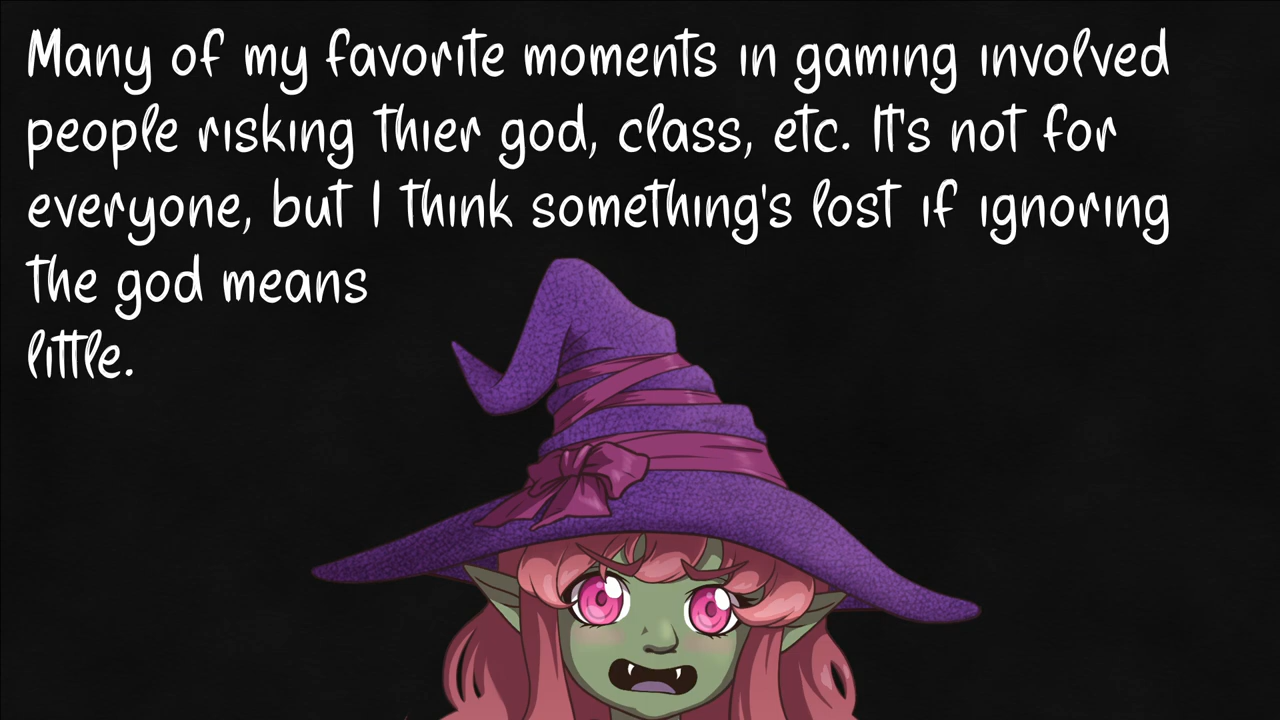 Many of my favorite moments in gaming involved
people risking thier god, class, etc. It's not for
everyone, but I think something's lost if ignoring
the god means
little.